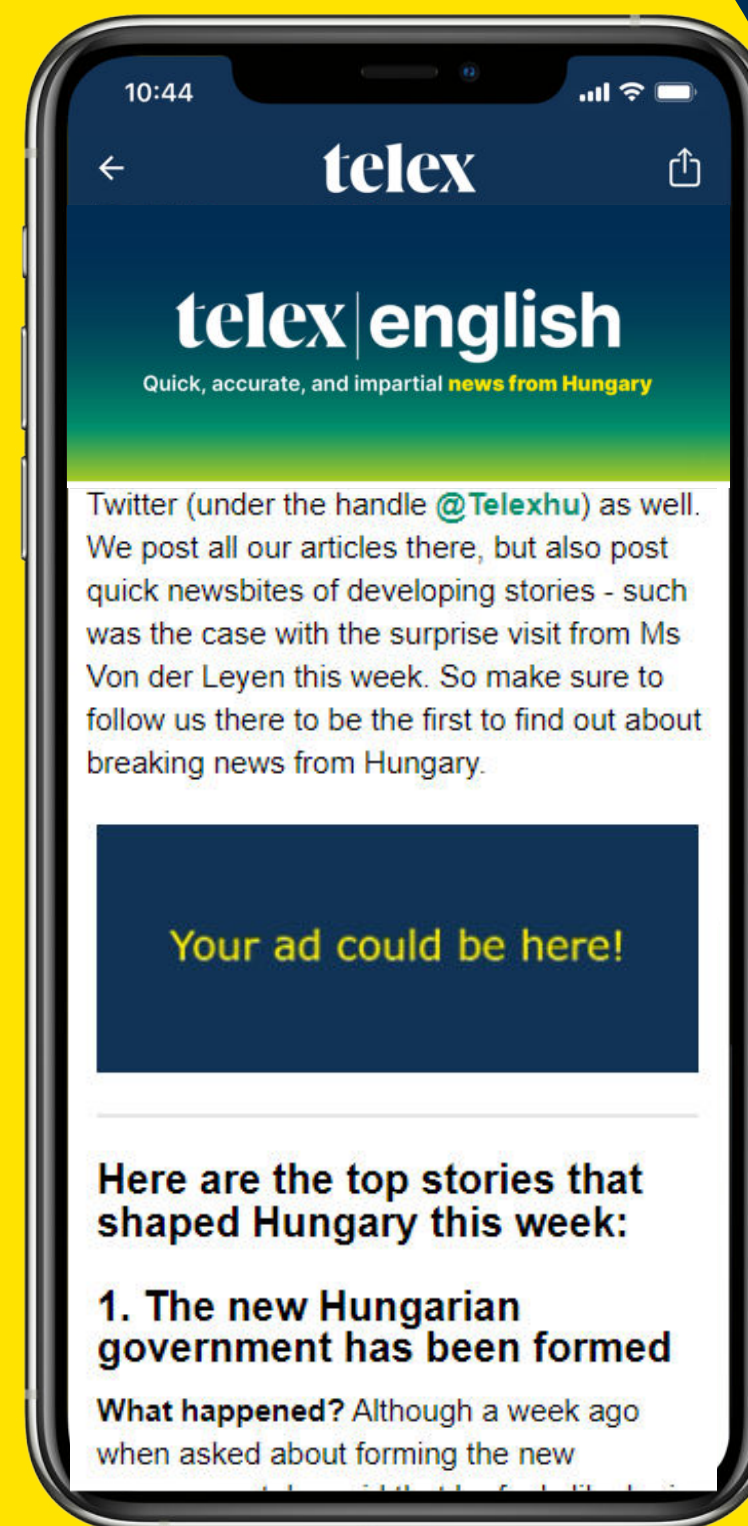 10:44
telex
telex|english
Quick, accurate, and impartial news from Hungary
Twitter (under the handle @Telexhu) as well.
We post all our articles there, but also post
quick newsbites of developing stories - such
was the case with the surprise visit from Ms
Von der Leyen this week. So make sure to
follow us there to be the first to find out about
breaking news from Hungary.
Your ad could be here!
Here are the top stories that
shaped Hungary this week:
1. The new Hungarian
government has been formed
What happened? Although a week ago
when asked about forming the new